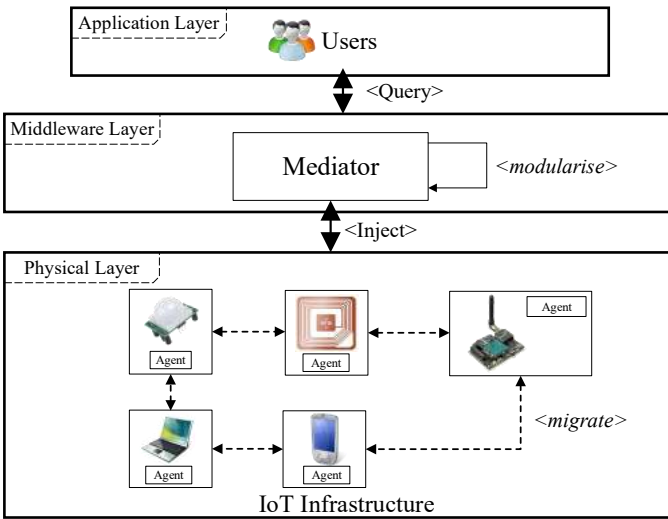 Application Layer
Users
<Query>
Middleware Layer
Mediator
<modularise>
<Inject>
Physical Layer
Agent
Agent
Agent
Agent
Agent
<migrate>
IoT Infrastructure